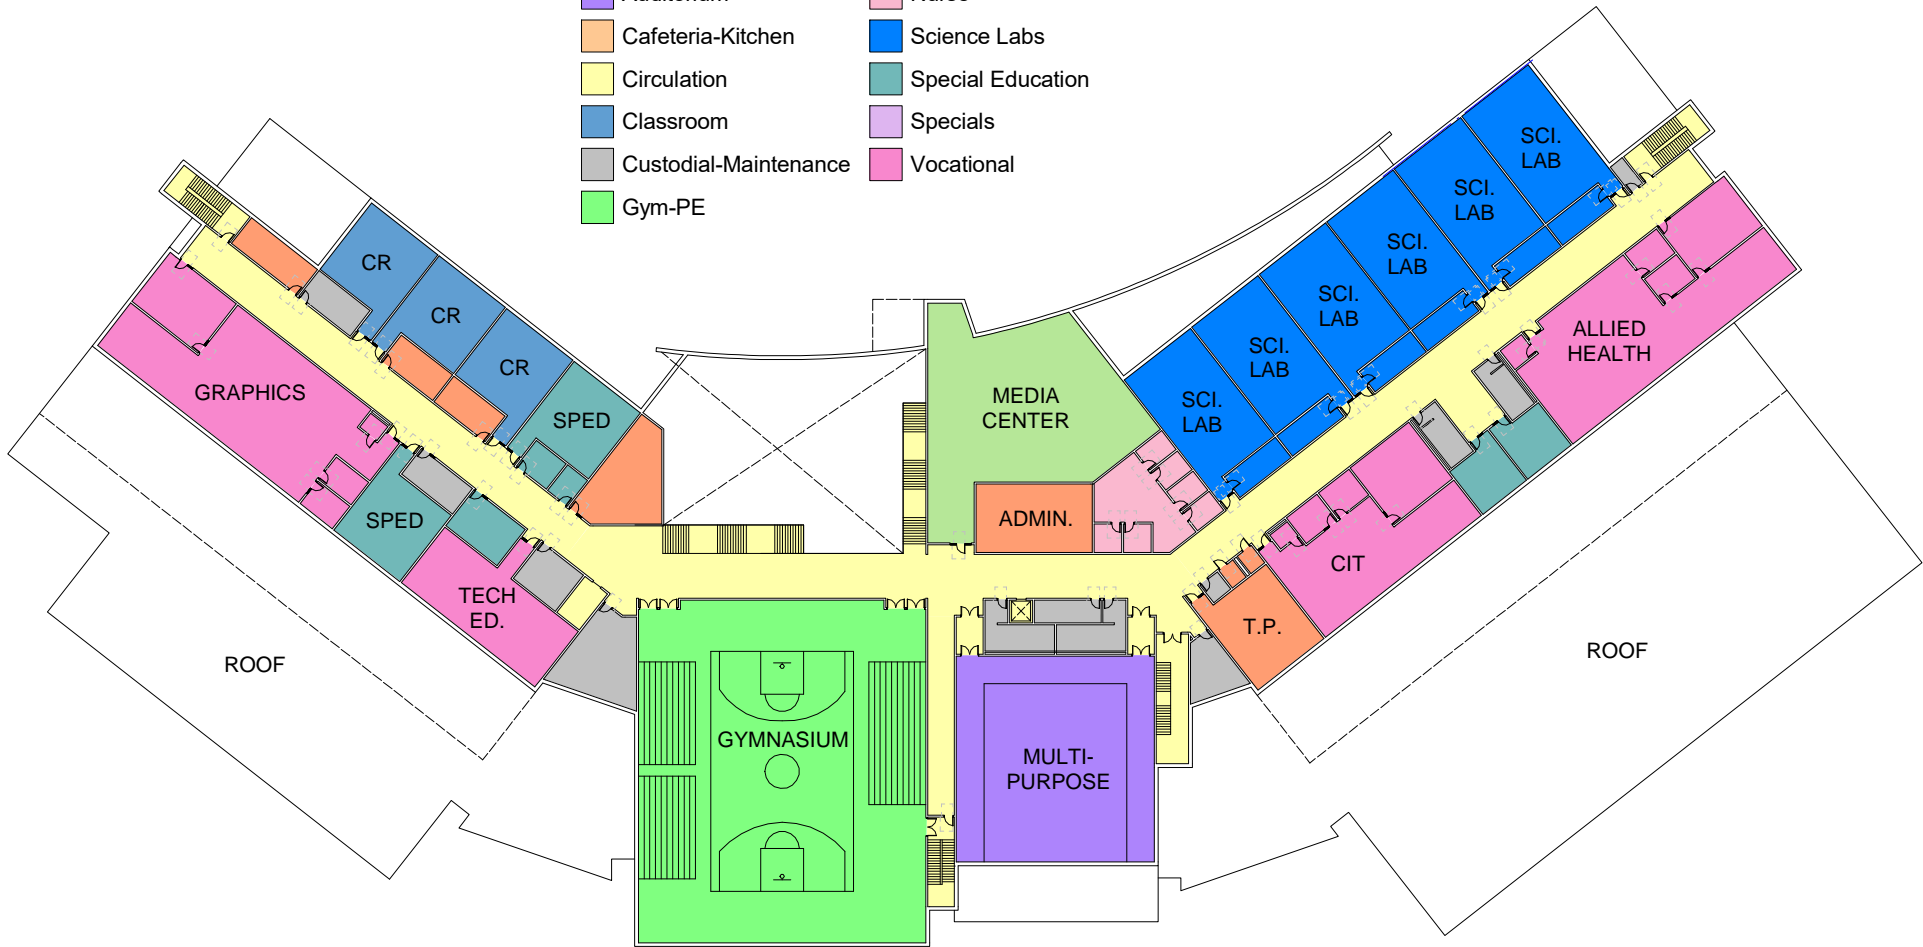 Auditorium
Nurse
Cafeteria-Kitchen
Science Labs
Circulation
Special Education
Classroom
Specials
Custodial-Maintenance
Vocational
Gym-PE
SCI.
LAB
SCI.
LAB
SCI.
LAB
SCI.
LAB
SCI.
LAB
SCI.
LAB
CR
CR
CR
SPED
GRAPHICS
SPED
TECH
ED.
ROOF
MEDIA
CENTER
ADMIN.
ALLIED
HEALTH
CIT
T.P.
ROOF
GYMNASIUM
MULTI-
PURPOSE